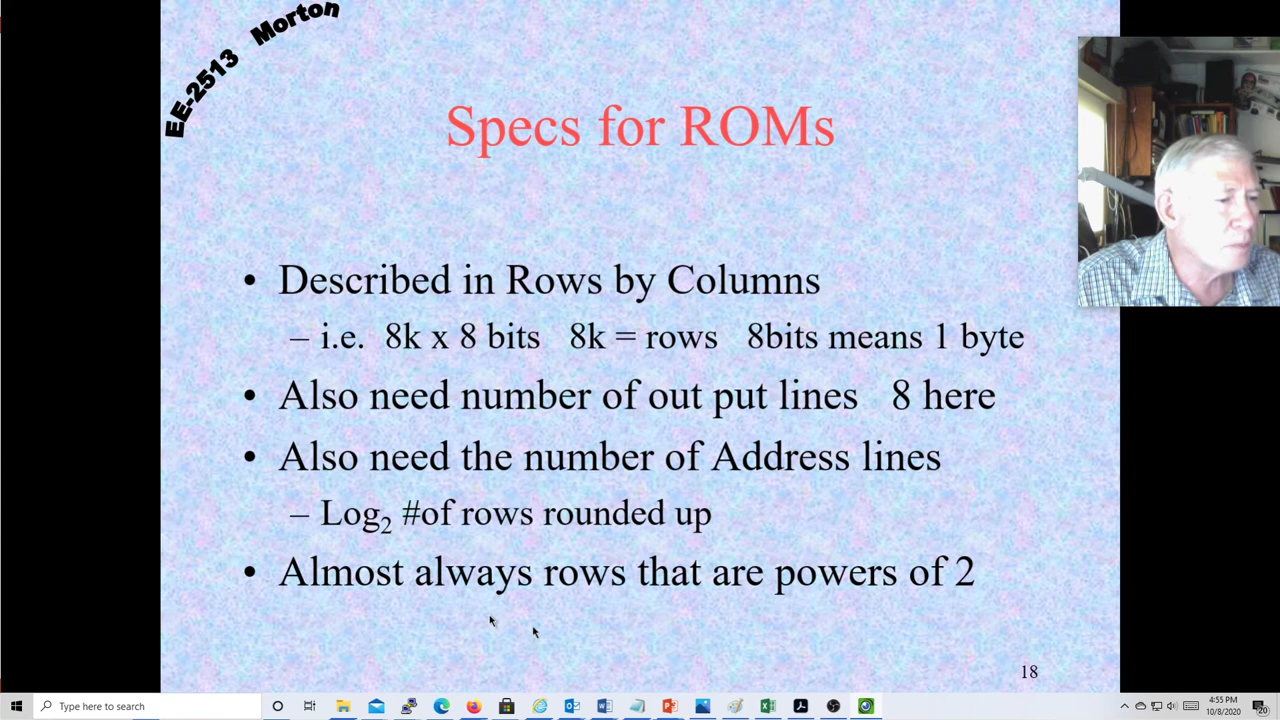 EE-2513 Morton
Specs for ROMs
• Described in Rows by Columns
– i.e. 8k x 8 bits 8k = rows 8bits means 1 byte
• Also need number of out put lines 8 here
• Also need the number of Address lines
– Log2 #of rows rounded up
• Almost always rows that are powers of 2
18
Type here to search
4:55 PM
10/8/2020
20